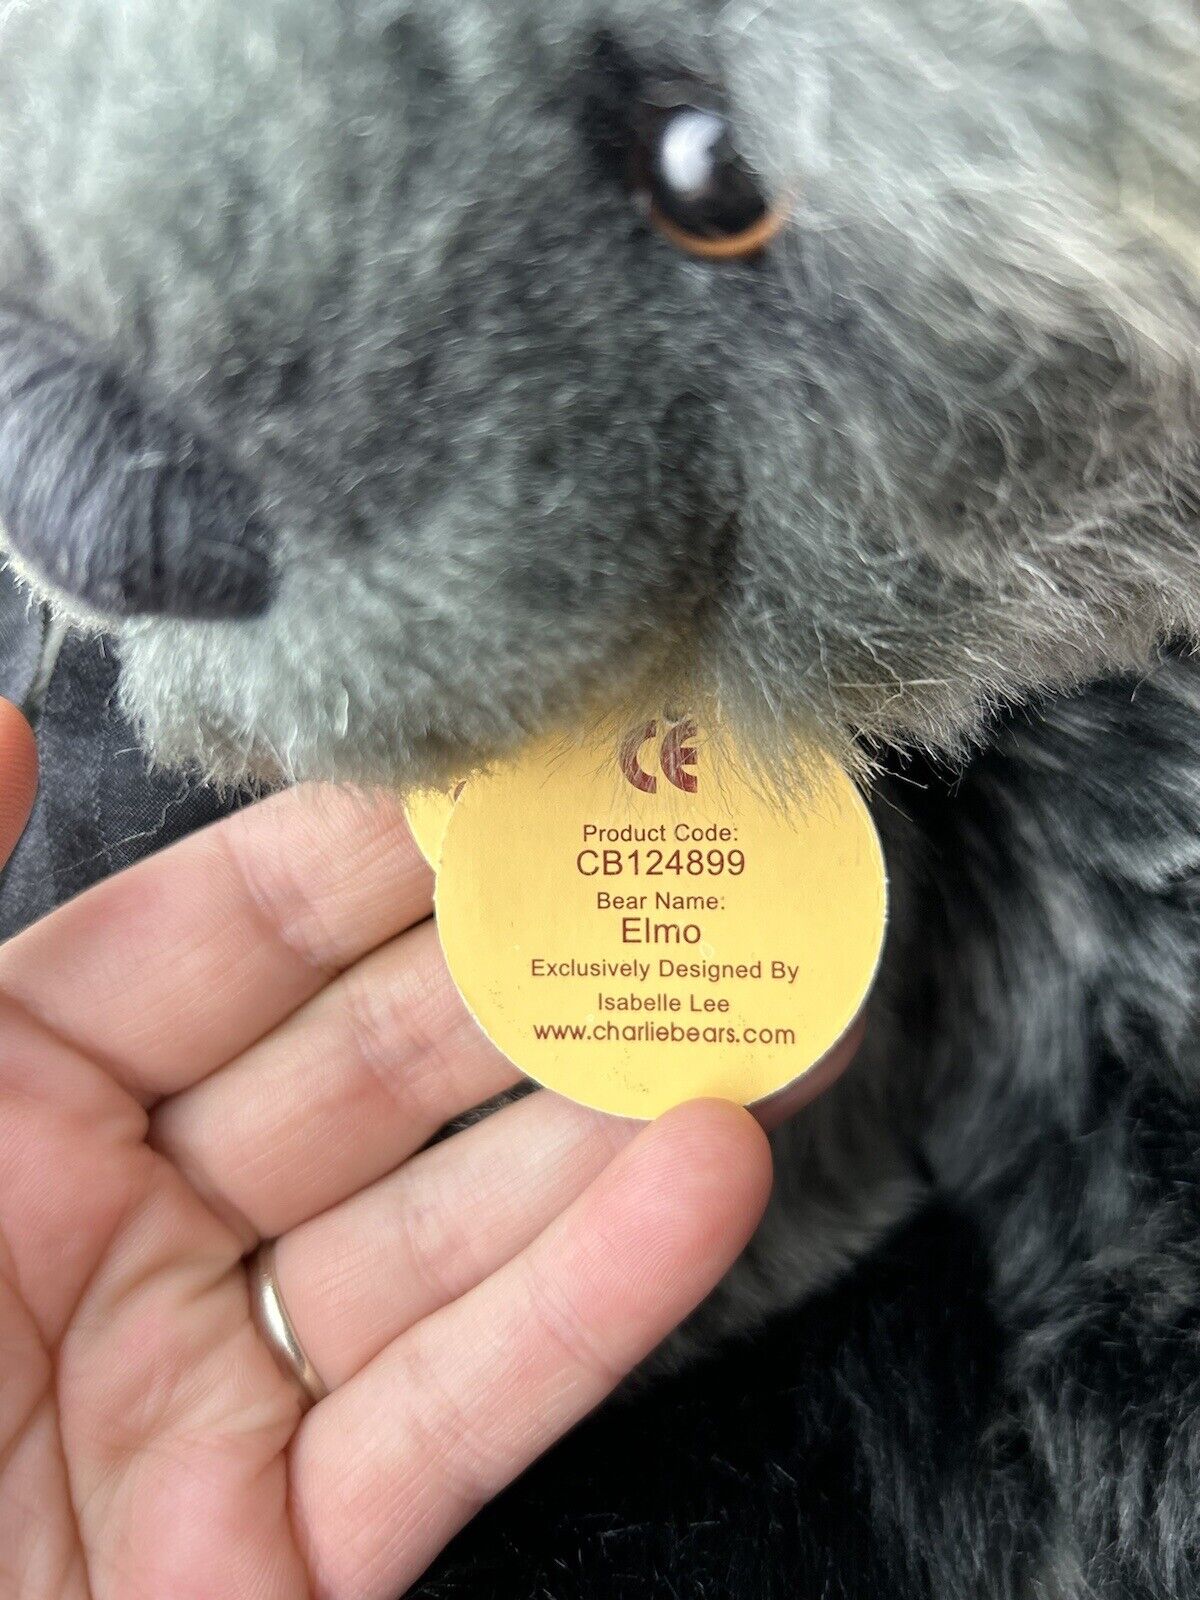 CE
Product Code:
CB124899
Bear Name:
Elmo
Exclusively Designed By
Isabelle Lee
www.charliebears.com